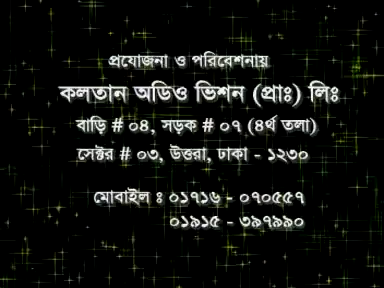 প্রযোজনা ও পরিবেশনায়
কলতান অডিও ভিশন (প্রাঃ) লিঃ
বাড়ি # ০৪, সড়ক # ০৭ (৪র্থ তলা)
সেক্টর # ০৩, উত্তরা, ঢাকা - ১২৩০
মোবাইল ঃ ০১৭১৬ - ০৭০৫৫৭
০১৯১৫ - ৩৯৭৯৯০